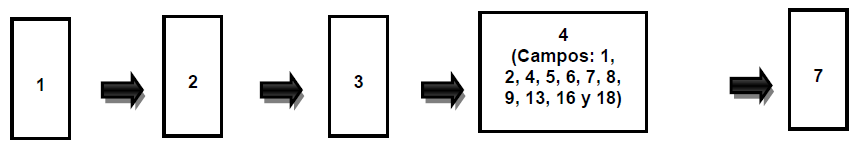 1
2
3
4
(Campos: 1,
2, 4, 5, 6, 7, 8,
9, 13, 16 y 18)
7